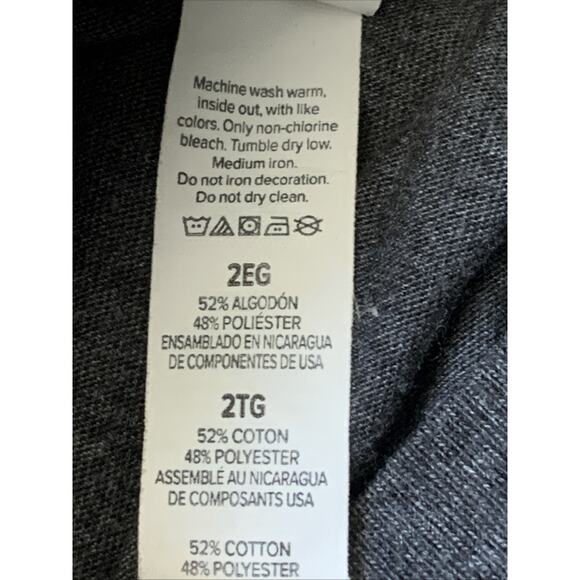 Machine wash warm,
inside out, with like
colors. Only non-chlorine
bleach. Tumble dry low.
Medium iron.
Do not iron decoration.
Do not dry clean.
2EG
52% ALGODÓN
48% POLIÉSTER
ENSAMBLADO EN NICARAGUA
DE COMPONENTES DE USA
2TG
52% COTON
48% POLYESTER
ASSEMBLÉ AU NICARAGUA
DE COMPOSANTS USA
52% COTTON
48% POLYESTER